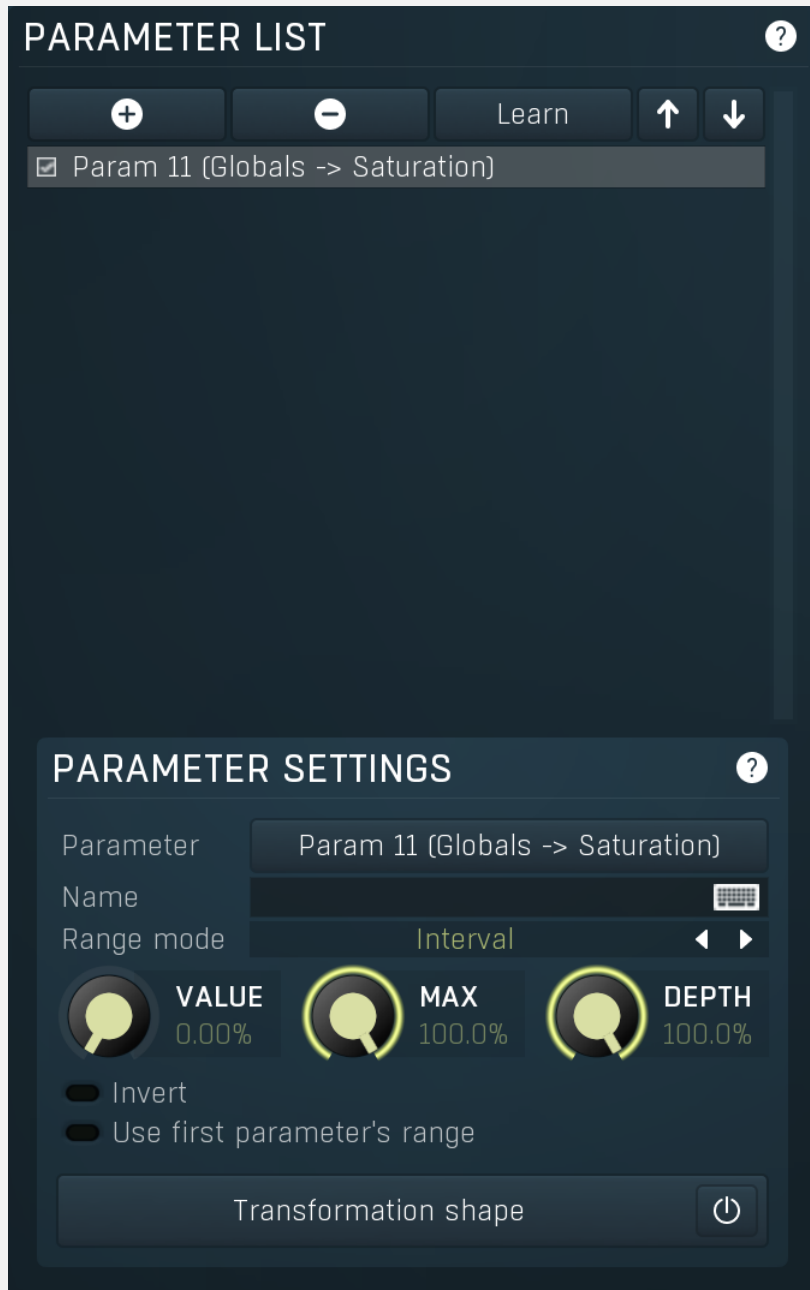 PARAMETER LIST ?
Learn
Param 11 (Globals -> Saturation)
PARAMETER SETTINGS ?
Parameter Param 11 (Globals -> Saturation)
Name
Range mode Interval
VALUE MAX DEPTH
0.00% 100.0% 100.0%
Invert
Use first parameter's range
Transformation shape